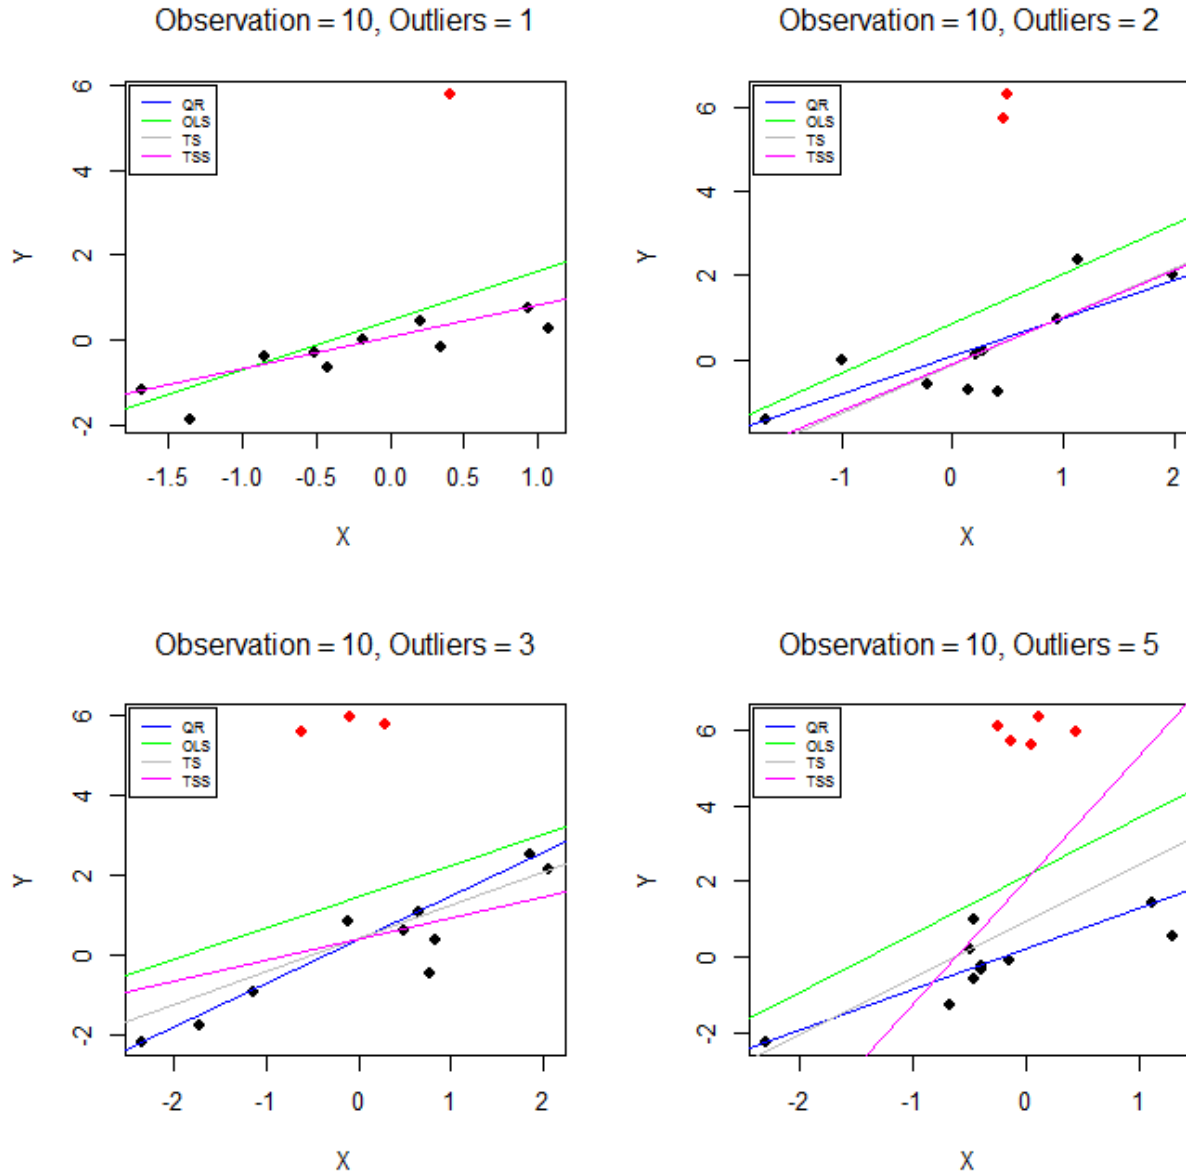 Observation = 10, Outliers = 1
QR
OLS
TS
TSS
6
4
2
0
-2
Y
-1.5
-1.0
-0.5
0.0
0.5
1.0
X
Observation = 10, Outliers = 2
QR
OLS
TS
TSS
6
4
2
0
Y
-1
0
1
2
X
Observation = 10, Outliers = 3
QR
OLS
TS
TSS
6
4
2
0
-2
Y
-2
-1
0
1
2
X
Observation = 10, Outliers = 5
QR
OLS
TS
TSS
6
4
2
0
-2
Y
-2
-1
0
1
X